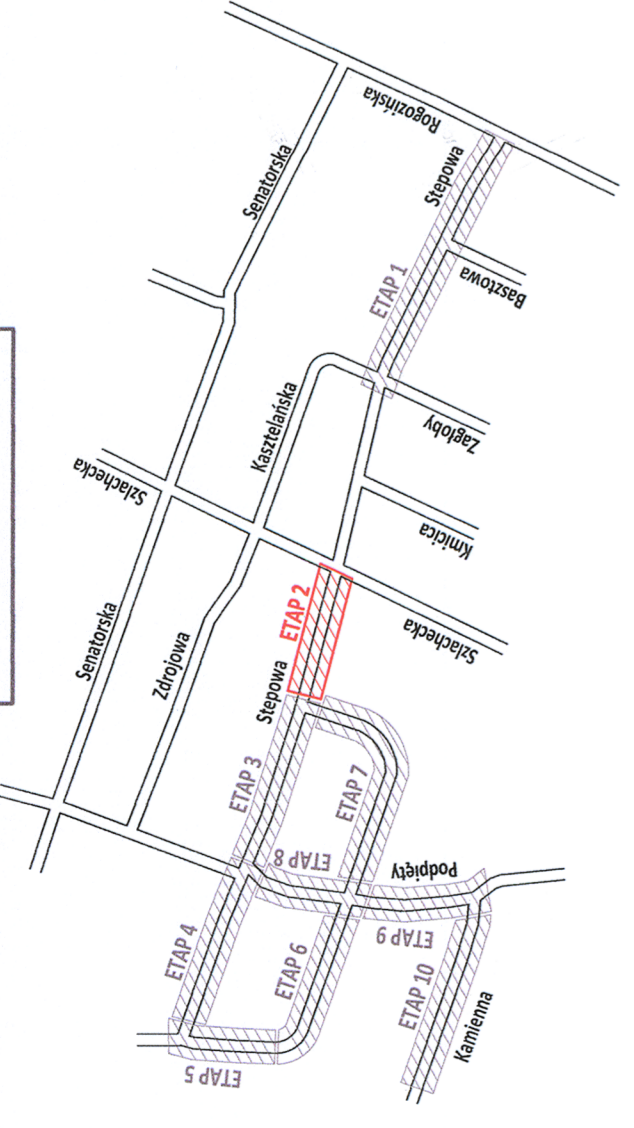 Rogozińska
Senatorska
Stepowa
Basztowa
ETAP 1
Kasztelańska
Zagłoby
Szlachecka
Kmicica
ETAP 2
Szlachecka
Senatorska
Zdrojowa
Stepowa
ETAP 3
ETAP 7
ETAP 8
Podpięty
ETAP 4
ETAP 6
ETAP 9
ETAP 10
Kamienna
ETAP 5